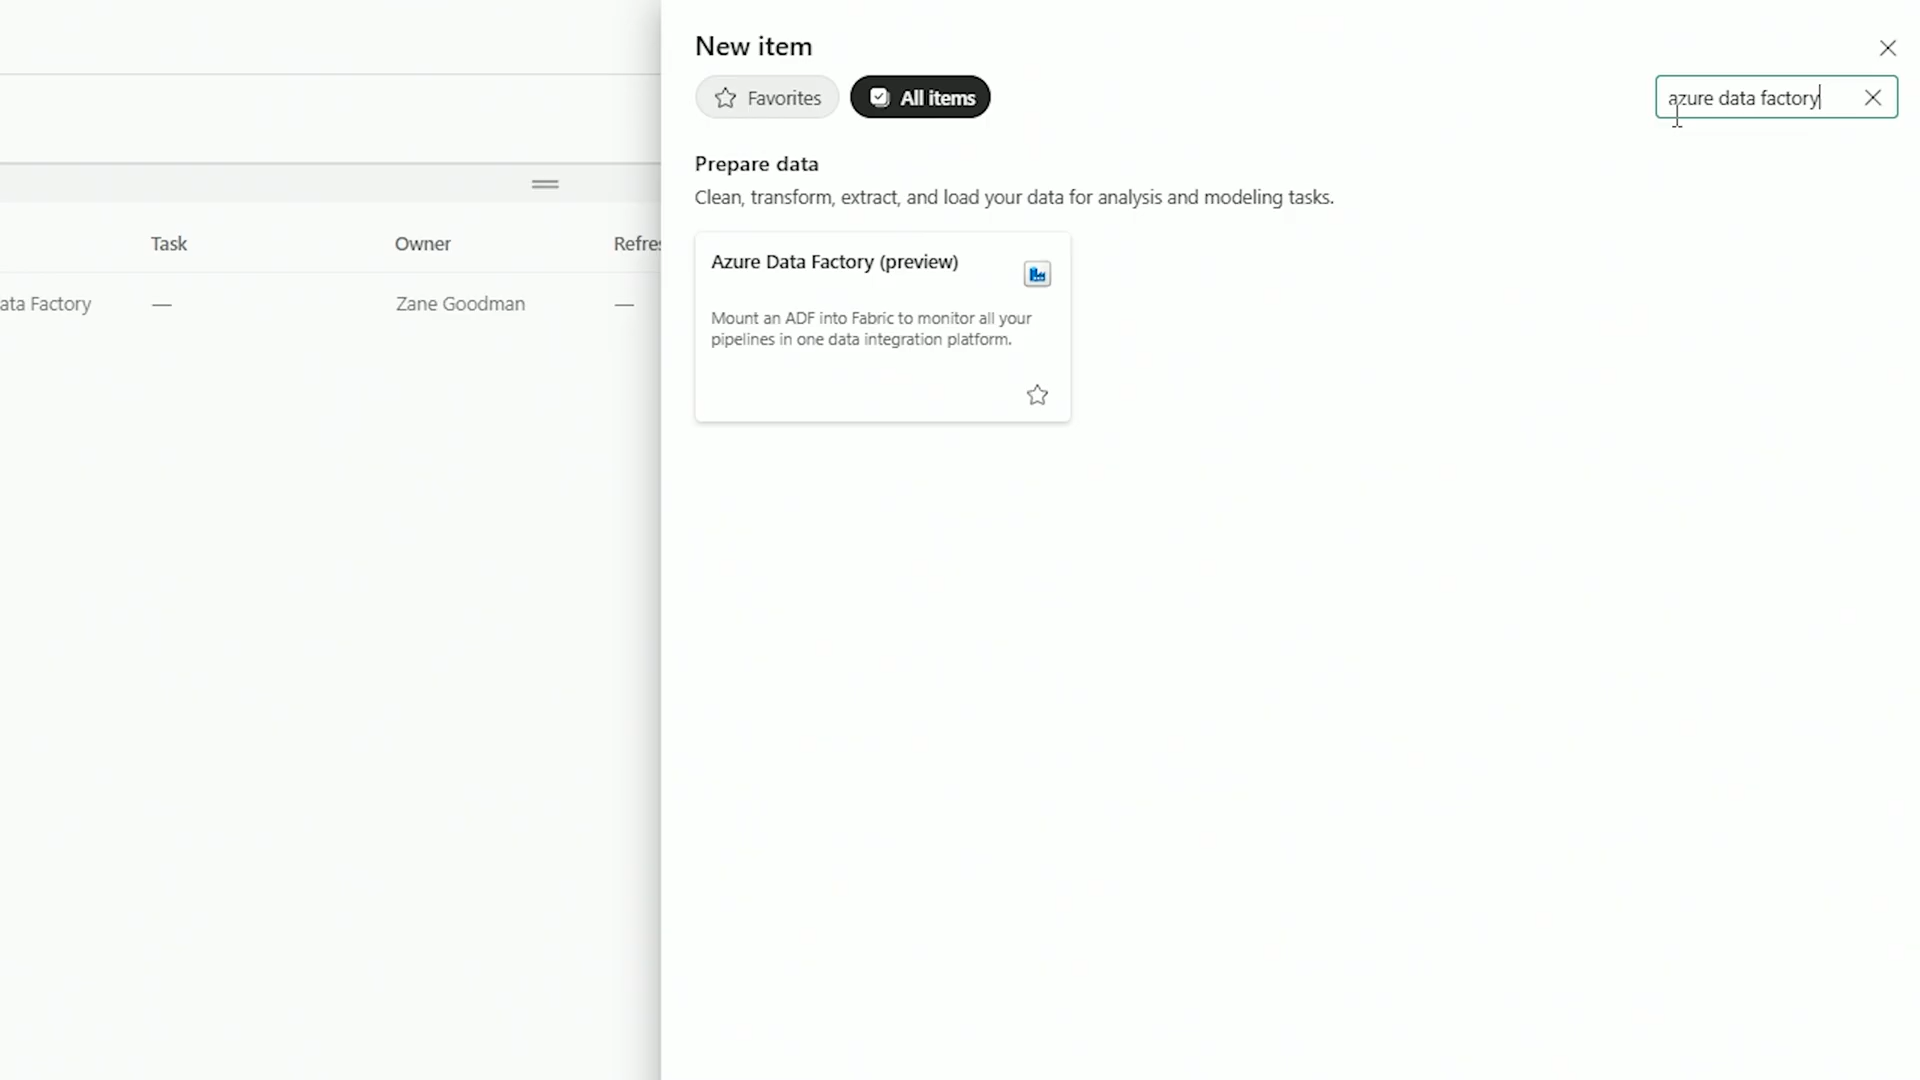 New item
Favorites
All items
azure data factory
Prepare data
Clean, transform, extract, and load your data for analysis and modeling tasks.
Azure Data Factory (preview)
Mount an ADF into Fabric to monitor all your
pipelines in one data integration platform.
Task Owner Refres
ata Factory — Zane Goodman —